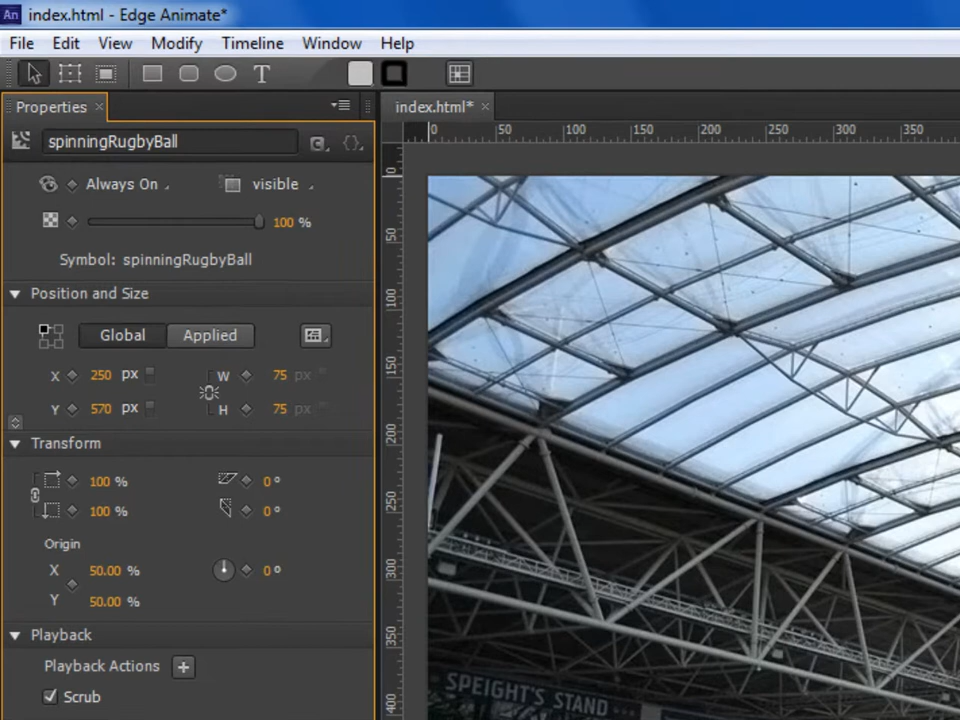 An index.html - Edge Animate*
File Edit View Modify Timeline Window Help
T
Properties × index.html* ×
0 50 100 150 200 250 300 350
spinningRugbyBall C {}
Always On visible
100 %
Symbol: spinningRugbyBall
Position and Size
Global Applied
X 250 px W 75 px
Y 570 px H 75 px
Transform
100 % 0°
100 % 0°
Origin
X 50.00 % 0°
Y 50.00 %
Playback
Playback Actions +
Scrub
0
50
100
150
200
250
300
350
400
SPEIGHT'S STAND